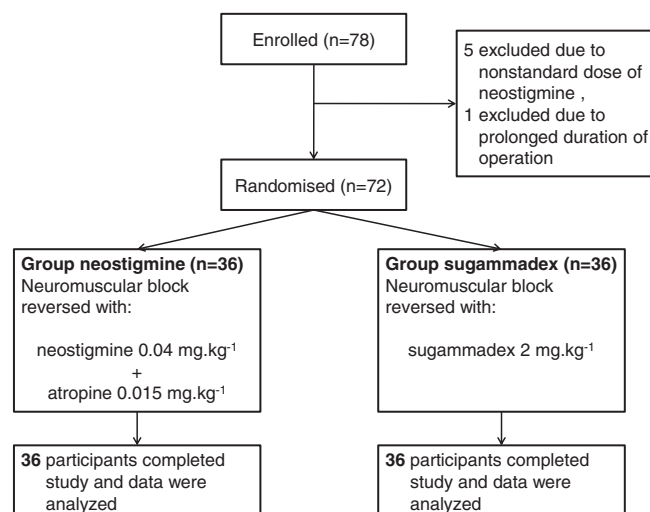 Enrolled (n=78)
5 excluded due to
nonstandard dose of
neostigmine ,
1 excluded due to
prolonged duration of
operation
Randomised (n=72)
Group neostigmine (n=36)
Neuromuscular block
reversed with:
neostigmine 0.04 mg.kg⁻¹
+
atropine 0.015 mg.kg⁻¹
Group sugammadex (n=36)
Neuromuscular block
reversed with:
sugammadex 2 mg.kg⁻¹
36 participants completed
study and data were
analyzed
36 participants completed
study and data were
analyzed